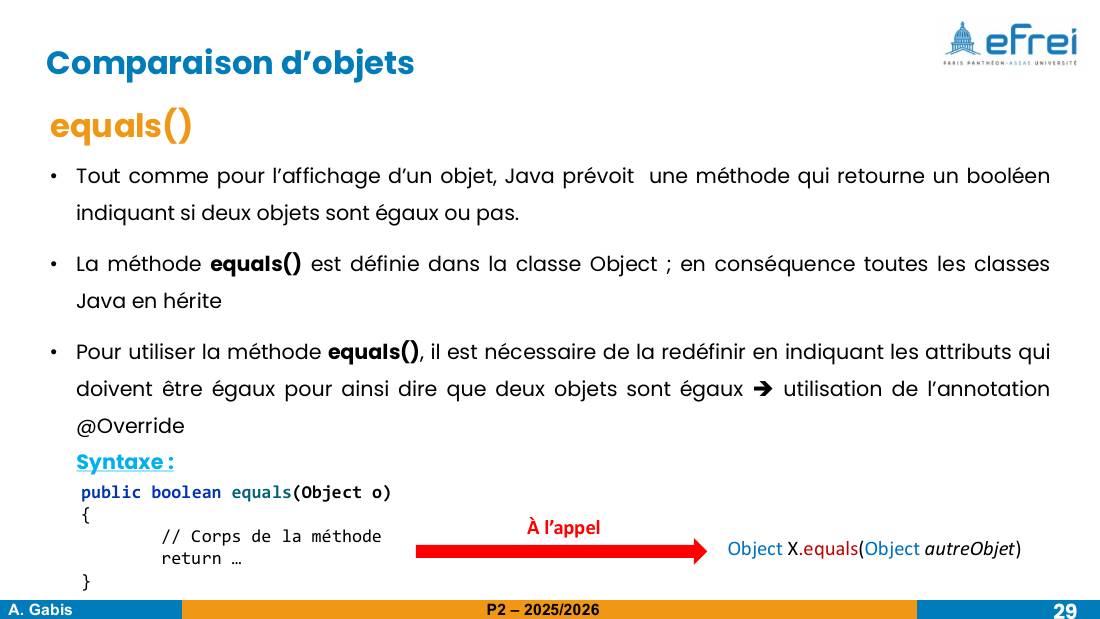 efrei
PARIS PANTHÉON-ASSAS UNIVERSITÉ
Comparaison d’objets
equals()
• Tout comme pour l’affichage d’un objet, Java prévoit une méthode qui retourne un booléen
indiquant si deux objets sont égaux ou pas.
• La méthode equals() est définie dans la classe Object ; en conséquence toutes les classes
Java en hérite
• Pour utiliser la méthode equals(), il est nécessaire de la redéfinir en indiquant les attributs qui
doivent être égaux pour ainsi dire que deux objets sont égaux ➔ utilisation de l’annotation
@Override
Syntaxe :
public boolean equals(Object o)
{
// Corps de la méthode
return …
}
À l’appel
Object X.equals(Object autreObjet)
A. Gabis
P2 – 2025/2026
29